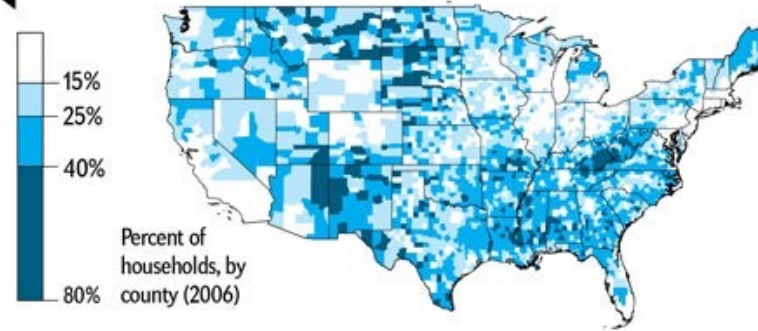 15%
25%
40%
80%
Percent of
households, by
county (2006)